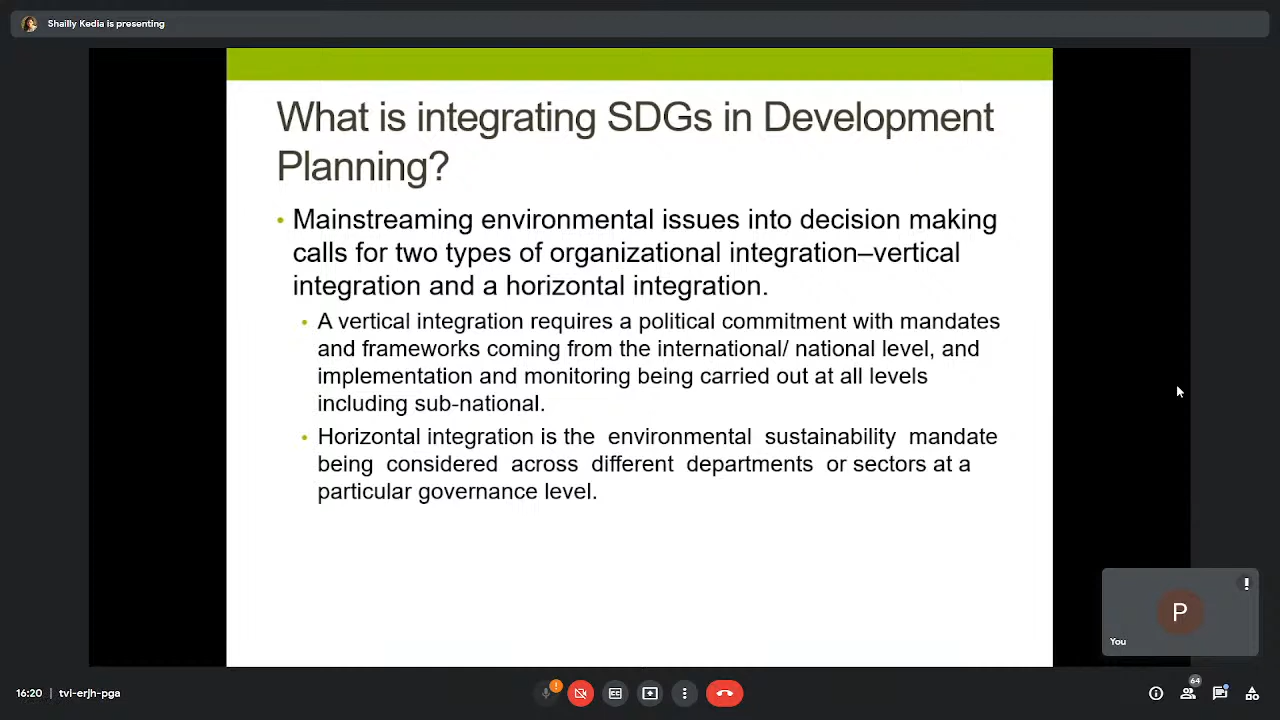 Shailly Kedia is presenting
What is integrating SDGs in Development
Planning?
• Mainstreaming environmental issues into decision making
calls for two types of organizational integration–vertical
integration and a horizontal integration.
• A vertical integration requires a political commitment with mandates
and frameworks coming from the international/ national level, and
implementation and monitoring being carried out at all levels
including sub-national.
• Horizontal integration is the environmental sustainability mandate
being considered across different departments or sectors at a
particular governance level.
P
You
16:20 | tvi-erjh-pga
64